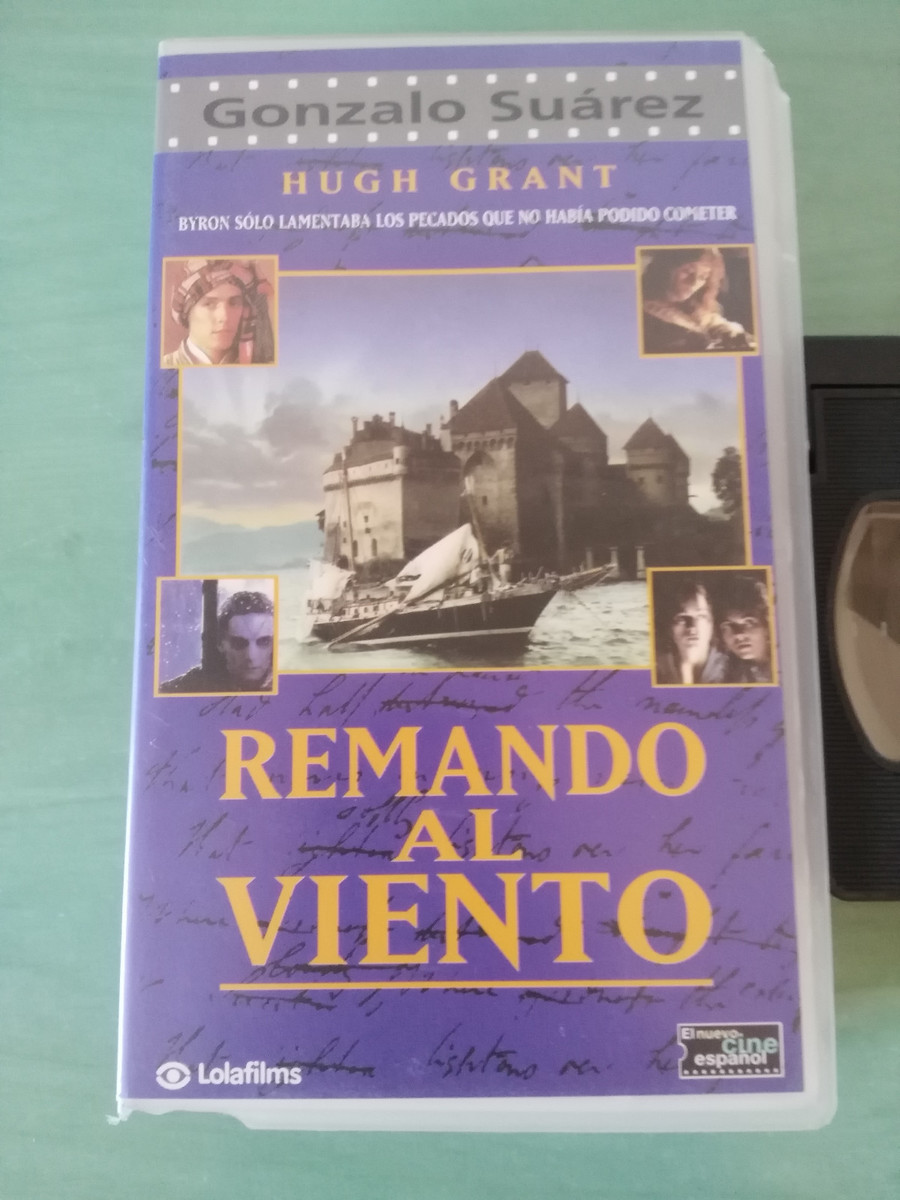 Gonzalo Suárez
HUGH GRANT
BYRON SÓLO LAMENTABA LOS PECADOS QUE NO HABÍA PODIDO COMETER
REMANDO
AL
VIENTO
Lolafilms
El nuevo
cine
español